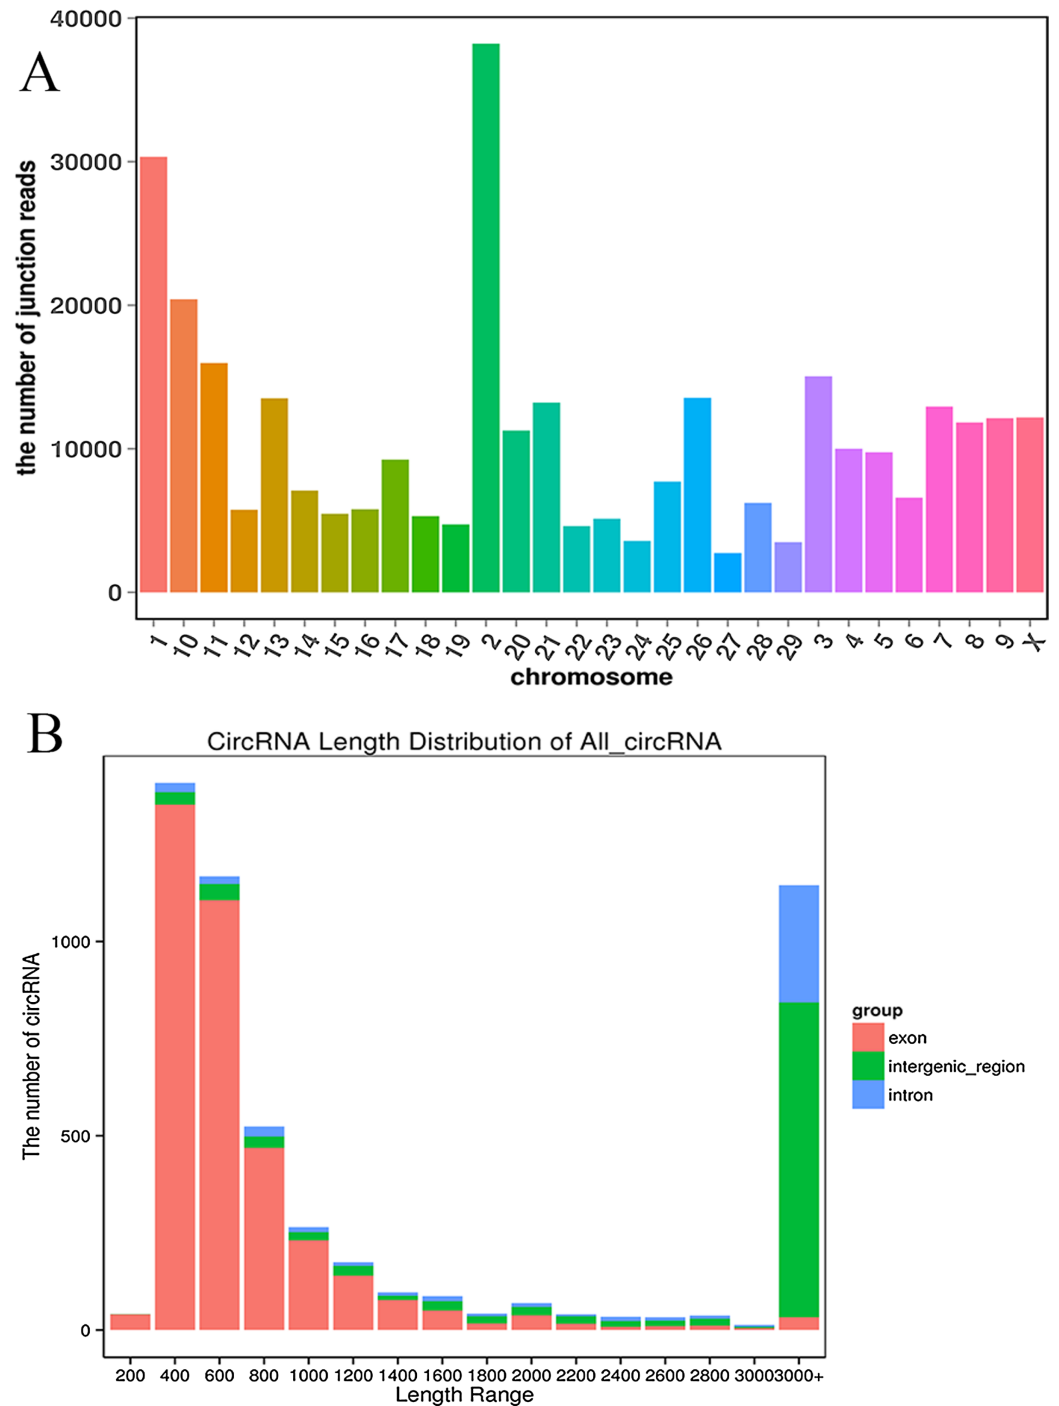 A
40000
30000
20000
10000
0
the number of junction reads
1 10 11 12 13 14 15 16 17 18 19 2 20 21 22 23 24 25 26 27 28 29 3 4 5 6 7 8 9 X
chromosome
B
CircRNA Length Distribution of All_circRNA
1000
500
0
The number of circRNA
200 400 600 800 1000 1200 1400 1600 1800 2000 2200 2400 2600 2800 3000 3000+
Length Range
group
exon
intergenic_region
intron